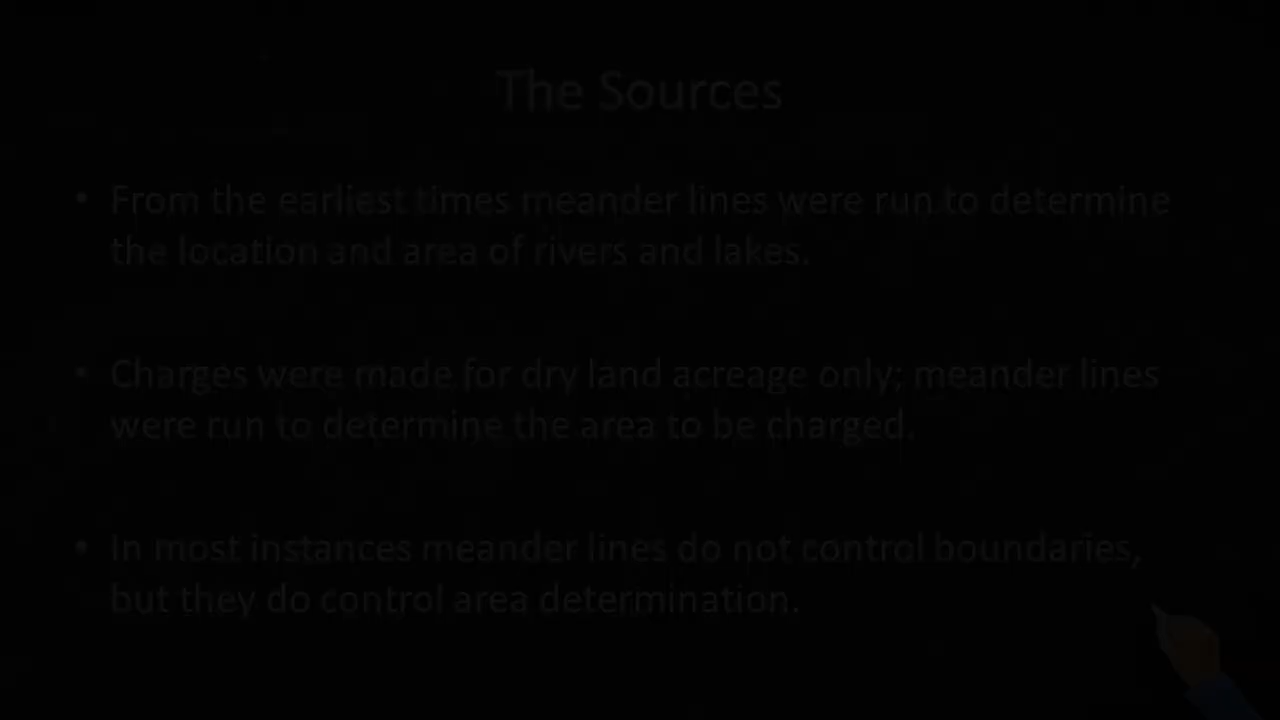 The Sources
• From the earliest times meander lines were run to determine
the location and area of rivers and lakes.
• Charges were made for dry land acreage only; meander lines
were run to determine the area to be charged.
• In most instances meander lines do not control boundaries,
but they do control area determination.